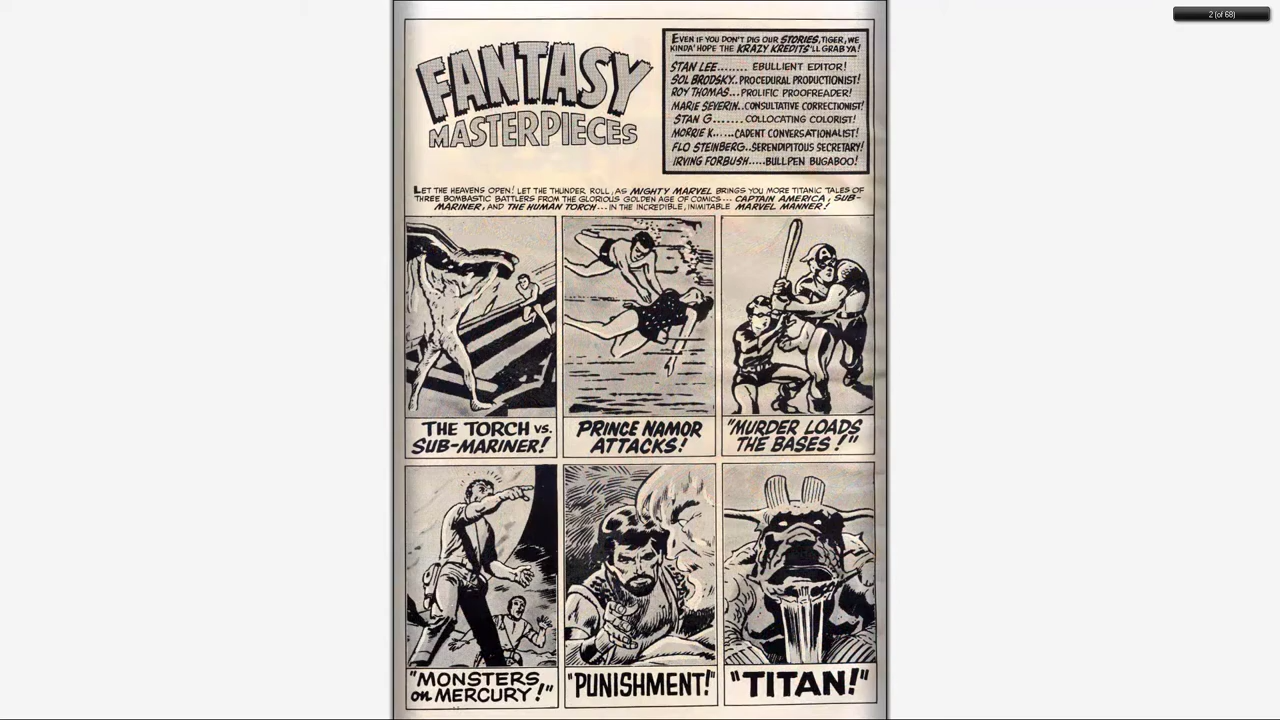 2 (of 68)
FANTASY
MASTERPIECES
EVEN IF YOU DON'T DIG OUR STORIES, TIGER, WE
KINDA' HOPE THE KRAZY KREDITS'LL GRAB YA!
STAN LEE........ EBULLIENT EDITOR!
SOL BRODSKY..PROCEDURAL PRODUCTIONIST!
ROY THOMAS...PROLIFIC PROOFREADER!
MARIE SEVERIN..CONSULTATIVE CORRECTIONIST!
STAN G....... COLLOCATING COLORIST!
MORRIE K......CADENT CONVERSATIONALIST!
FLO STEINBERG..SERENDIPITOUS SECRETARY!
IRVING FORBUSH.....BULLPEN BUGABOO!
LET THE HEAVENS OPEN! LET THE THUNDER ROLL, AS MIGHTY MARVEL BRINGS YOU MORE TITANIC TALES OF
THREE BOMBASTIC BATTLERS FROM THE GLORIOUS GOLDEN AGE OF COMICS... CAPTAIN AMERICA, SUB-
MARINER, AND THE HUMAN TORCH... IN THE INCREDIBLE, INIMITABLE MARVEL MANNER!
THE TORCH VS.
SUB-MARINER!
PRINCE NAMOR
ATTACKS!
"MURDER LOADS
THE BASES!"
"MONSTERS
on MERCURY!"
"PUNISHMENT!"
"TITAN!"